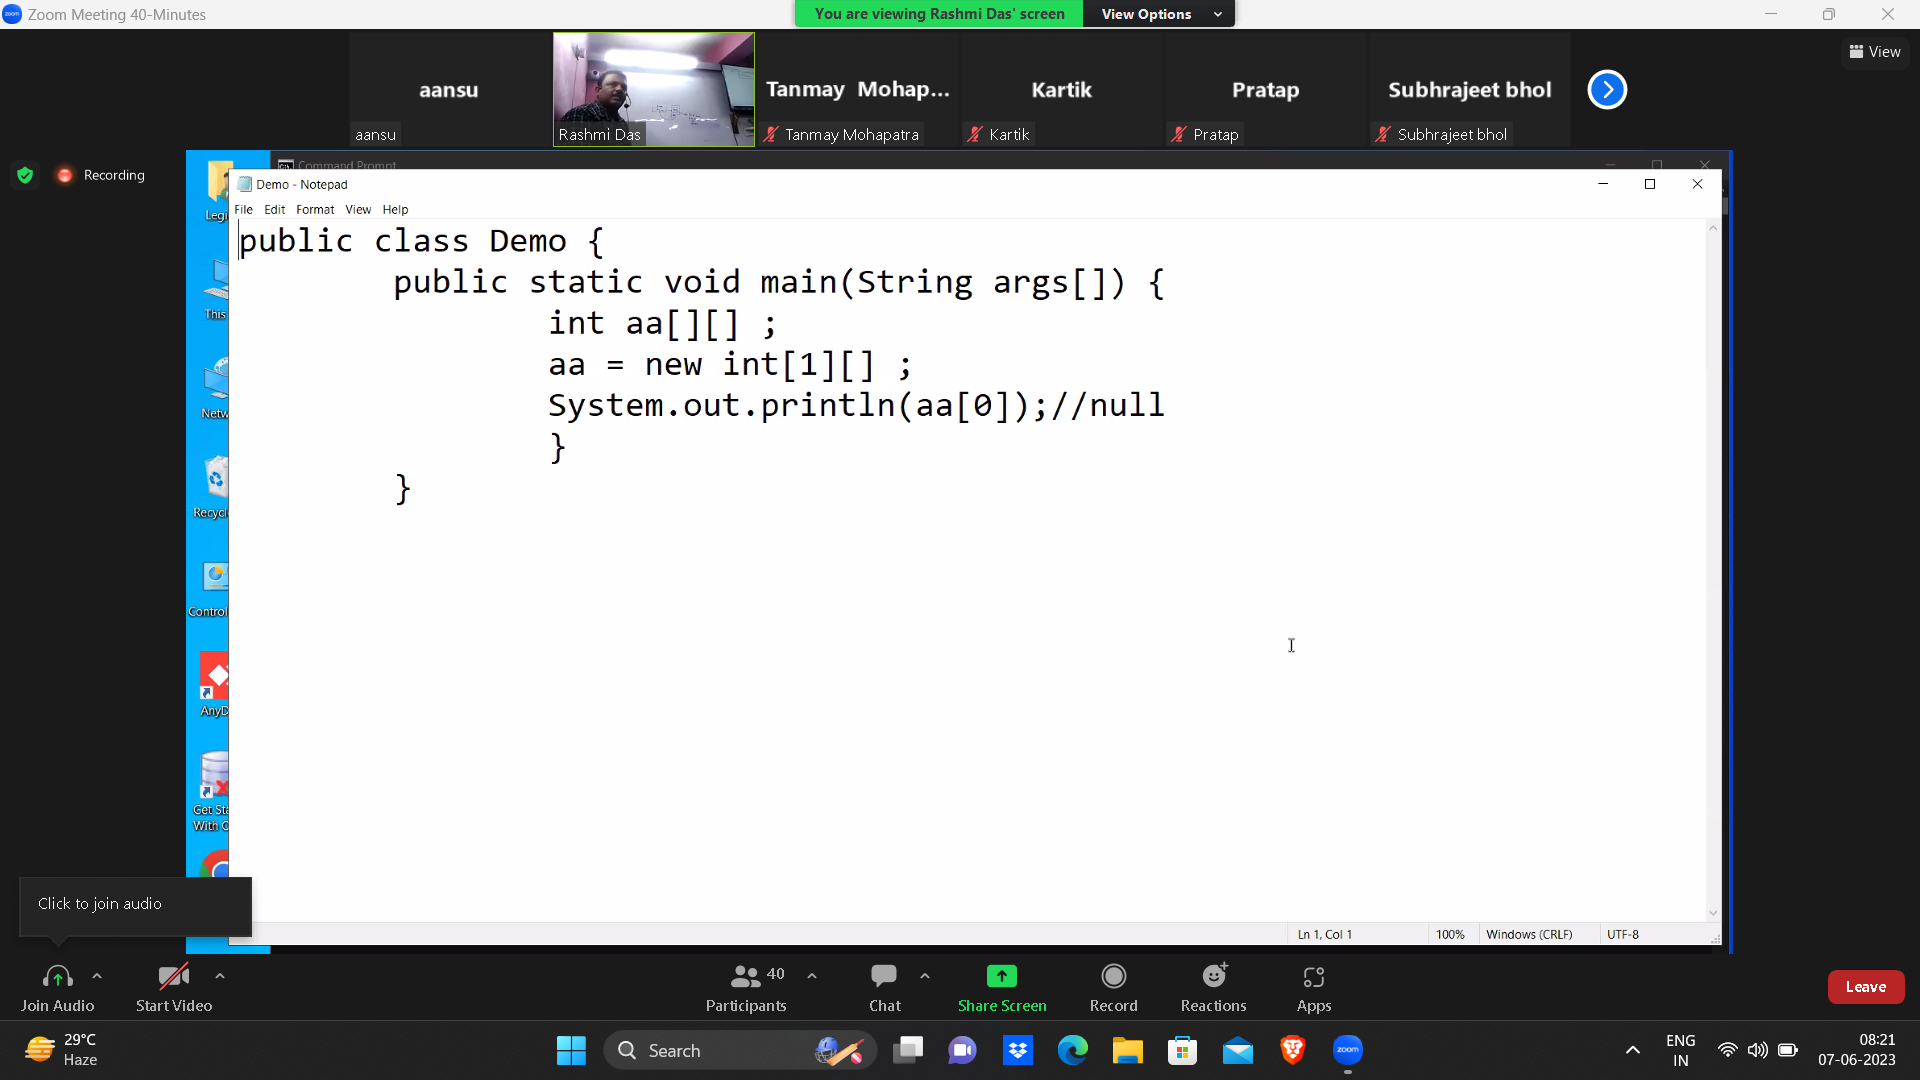 Zoom Meeting 40-Minutes
You are viewing Rashmi Das' screen
View Options
View
aansu
Tanmay Mohap...
Kartik
Pratap
Subhrajeet bhol
aansu
Rashmi Das
Tanmay Mohapatra
Kartik
Pratap
Subhrajeet bhol
Recording
Command Prompt
Demo - Notepad
File Edit Format View Help
public class Demo {
public static void main(String args[]) {
int aa[][] ;
aa = new int[1][] ;
System.out.println(aa[0]);//null
}
}
This
Control
Get Sta
With
Click to join audio
Ln 1, Col 1
100%
Windows (CRLF)
UTF-8
Join Audio
Start Video
40
Participants
Chat
Share Screen
Record
Reactions
Apps
Leave
29°C
Haze
Search
zoom
ENG
IN
08:21
07-06-2023